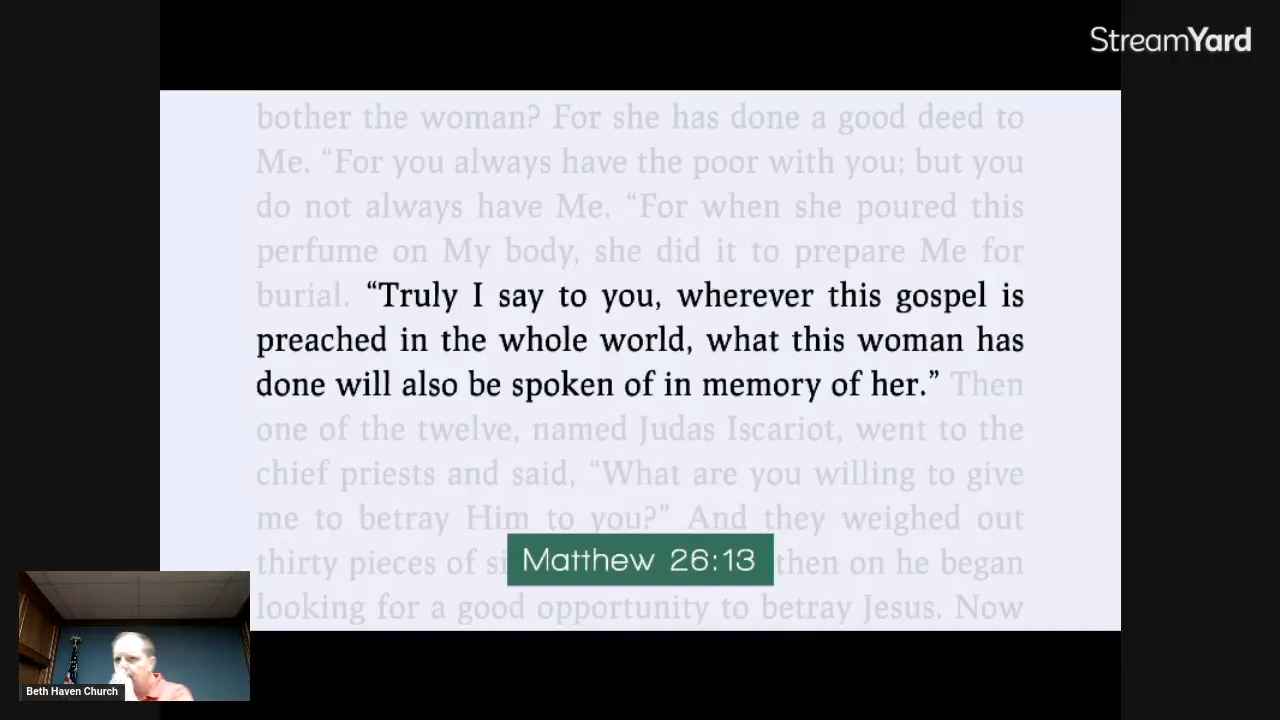 StreamYard
bother the woman? For she has done a good deed to
Me. “For you always have the poor with you; but you
do not always have Me. “For when she poured this
perfume on My body, she did it to prepare Me for
burial. “Truly I say to you, wherever this gospel is
preached in the whole world, what this woman has
done will also be spoken of in memory of her.” Then
one of the twelve, named Judas Iscariot, went to the
chief priests and said, “What are you willing to give
me to betray Him to you?” And they weighed out
thirty pieces of si then on he began
Matthew 26:13
looking for a good opportunity to betray Jesus. Now
Beth Haven Church